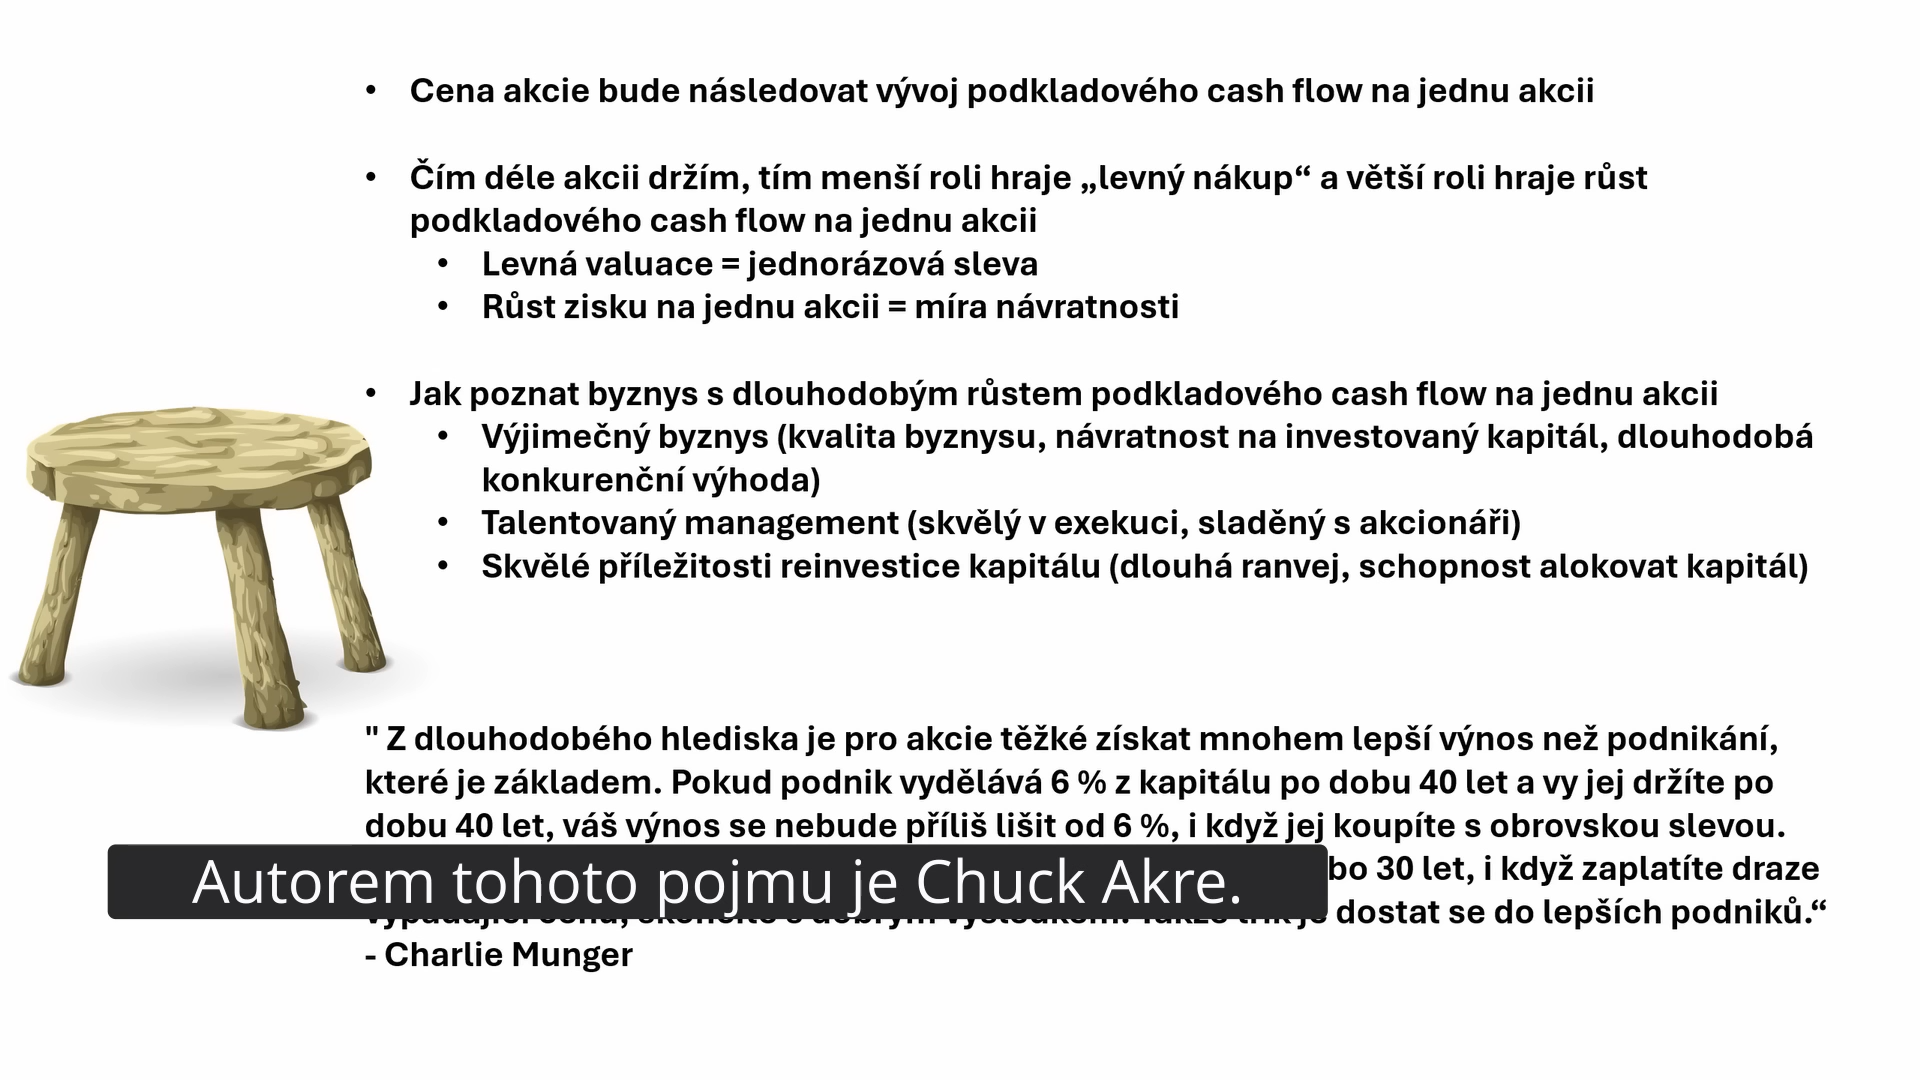 • Cena akcie bude následovat vývoj podkladového cash flow na jednu akcii
• Čím déle akcii držím, tím menší roli hraje „levný nákup“ a větší roli hraje růst
podkladového cash flow na jednu akcii
• Levná valuace = jednorázová sleva
• Růst zisku na jednu akcii = míra návratnosti
• Jak poznat byznys s dlouhodobým růstem podkladového cash flow na jednu akcii
• Výjimečný byznys (kvalita byznysu, návratnost na investovaný kapitál, dlouhodobá
konkurenční výhoda)
• Talentovaný management (skvělý v exekuci, sladěný s akcionáři)
• Skvělé příležitosti reinvestice kapitálu (dlouhá ranvej, schopnost alokovat kapitál)
" Z dlouhodobého hlediska je pro akcie těžké získat mnohem lepší výnos než podnikání,
které je základem. Pokud podnik vydělává 6 % z kapitálu po dobu 40 let a vy jej držíte po
dobu 40 let, váš výnos se nebude příliš lišit od 6 %, i když jej koupíte s obrovskou slevou.
30 let, i když zaplatíte draze
dostat se do lepších podniků.“
- Charlie Munger
Autorem tohoto pojmu je Chuck Akre.